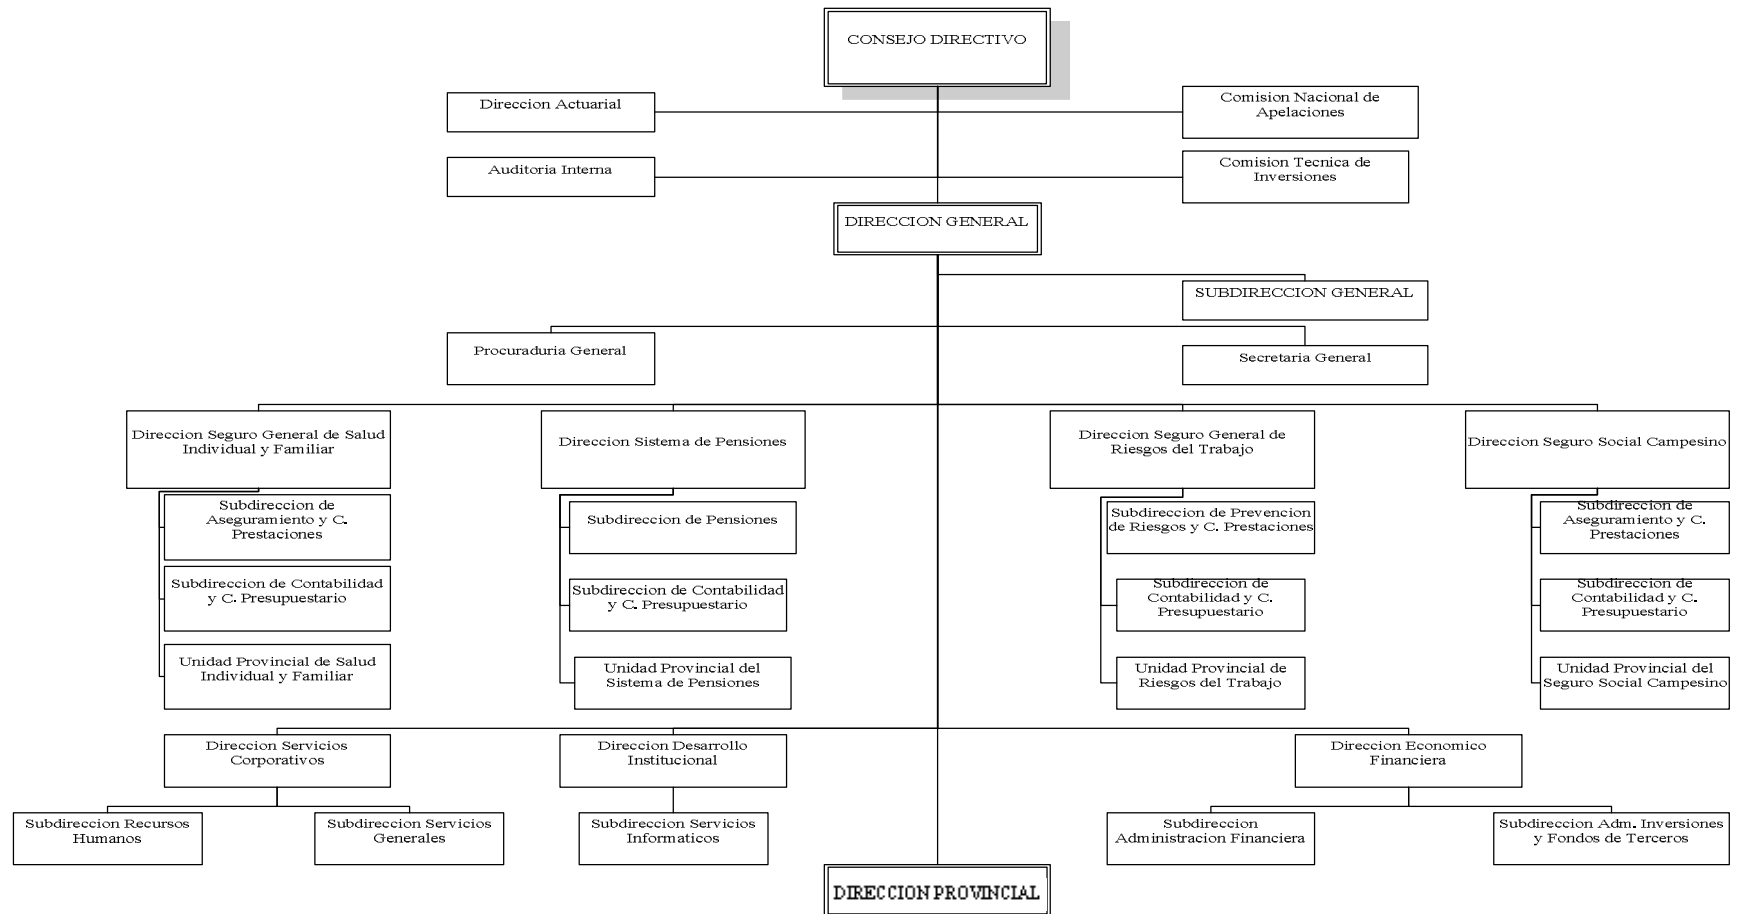 CONSEJO DIRECTIVO
Direccion Actuarial
Comision Nacional de
Apelaciones
Auditoria Interna
Comision Tecnica de
Inversiones
DIRECCION GENERAL
SUBDIRECCION GENERAL
Procuraduria General
Secretaria General
Direccion Seguro General de Salud
Individual y Familiar
Direccion Sistema de Pensiones
Direccion Seguro General de
Riesgos del Trabajo
Direccion Seguro Social Campesino
Subdireccion de
Aseguramiento y C.
Prestaciones
Subdireccion de Pensiones
Subdireccion de Prevencion
de Riesgos y C. Prestaciones
Subdireccion de
Aseguramiento y C.
Prestaciones
Subdireccion de Contabilidad
y C. Presupuestario
Subdireccion de Contabilidad
y C. Presupuestario
Subdireccion de
Contabilidad y C.
Presupuestario
Subdireccion de
Contabilidad y C.
Presupuestario
Unidad Provincial de Salud
Individual y Familiar
Unidad Provincial del
Sistema de Pensiones
Unidad Provincial de
Riesgos del Trabajo
Unidad Provincial del
Seguro Social Campesino
Direccion Servicios
Corporativos
Direccion Desarrollo
Institucional
Direccion Economico
Financiera
Subdireccion Recursos
Humanos
Subdireccion Servicios
Generales
Subdireccion Servicios
Informaticos
Subdireccion
Administracion Financiera
Subdireccion Adm. Inversiones
y Fondos de Terceros
DIRECCION PROVINCIAL